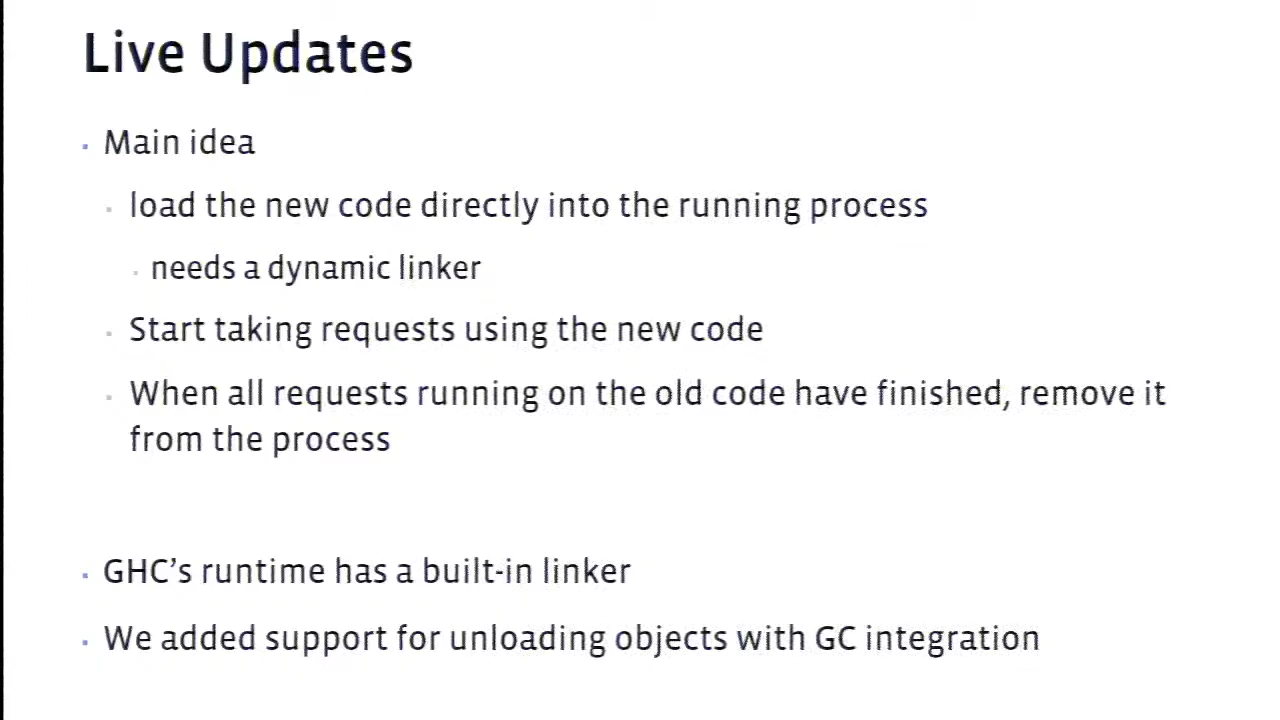 Live Updates
Main idea
load the new code directly into the running process
needs a dynamic linker
Start taking requests using the new code
When all requests running on the old code have finished, remove it
from the process
GHC’s runtime has a built-in linker
We added support for unloading objects with GC integration